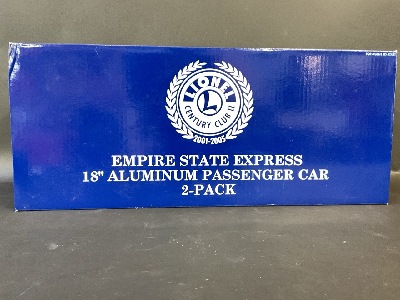 LIONEL
L
CENTURY CLUB II
2001-2005
EMPIRE STATE EXPRESS
18" ALUMINUM PASSENGER CAR
2-PACK